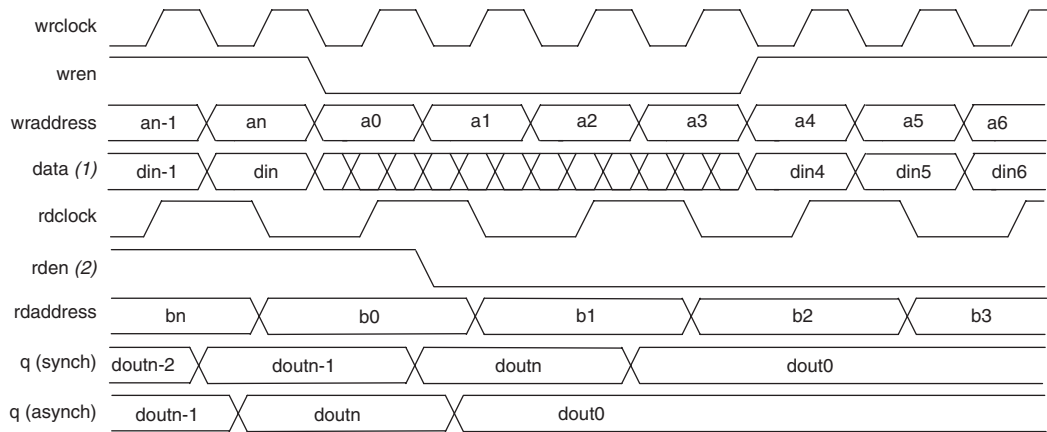 wrclock
wren
wraddress an-1 an a0 a1 a2 a3 a4 a5 a6
data (1) din-1 din din4 din5 din6
rdclock
rden (2)
rdaddress bn b0 b1 b2 b3
q (synch) doutn-2 doutn-1 doutn dout0
q (asynch) doutn-1 doutn dout0